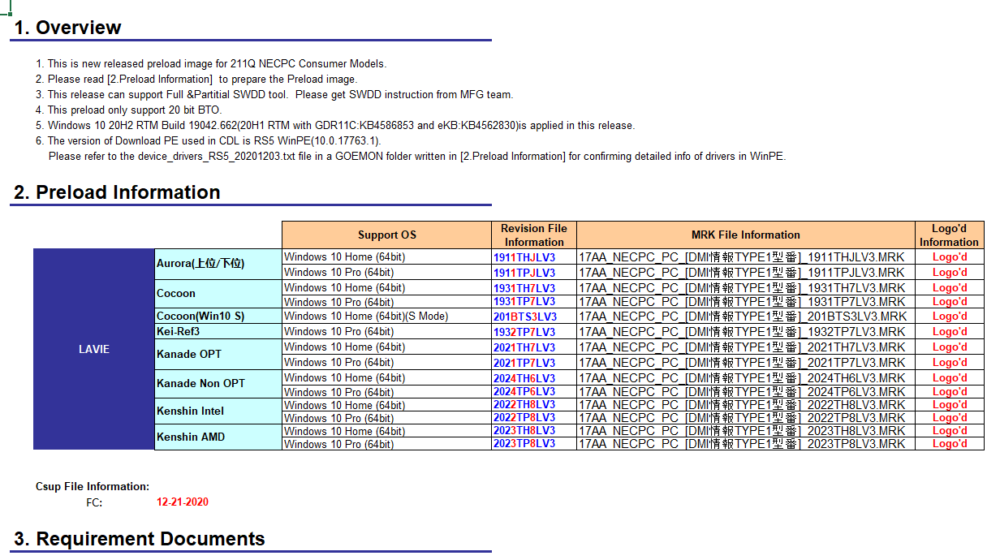 1. Overview
1. This is new released preload image for 211Q NECPC Consumer Models.
2. Please read [2.Preload Information]  to prepare the Preload image.
3. This release can support Full &Partitial SWDD tool.  Please get SWDD instruction from MFG team.
4. This preload only support 20 bit BTO.
5. Windows 10 20H2 RTM Build 19042.662(20H1 RTM with GDR11C:KB4586853 and eKB:KB4562830)is applied in this release.
6. The version of Download PE used in CDL is RS5 WinPE(10.0.17763.1).
Please refer to the device_drivers_RS5_20201203.txt file in a GOEMON folder written in [2.Preload Information] for confirming detailed info of drivers in WinPE.
2. Preload Information
Support OS Revision File Information MRK File Information Logo'd Information
LAVIE
Aurora(上位/下位) Windows 10 Home (64bit) 1911THJLV3 17AA_NECPC_PC_[DMI情報TYPE1型番]_1911THJLV3.MRK Logo'd
Windows 10 Pro (64bit) 1911TPJLV3 17AA_NECPC_PC_[DMI情報TYPE1型番]_1911TPJLV3.MRK Logo'd
Cocoon Windows 10 Home (64bit) 1931TH7LV3 17AA_NECPC_PC_[DMI情報TYPE1型番]_1931TH7LV3.MRK Logo'd
Windows 10 Pro (64bit) 1931TP7LV3 17AA_NECPC_PC_[DMI情報TYPE1型番]_1931TP7LV3.MRK Logo'd
Cocoon(Win10 S) Windows 10 Home (64bit)(S Mode) 201BTS3LV3 17AA_NECPC_PC_[DMI情報TYPE1型番]_201BTS3LV3.MRK Logo'd
Kei-Ref3 Windows 10 Pro (64bit) 1932TP7LV3 17AA_NECPC_PC_[DMI情報TYPE1型番]_1932TP7LV3.MRK Logo'd
Kanade OPT Windows 10 Home (64bit) 2021TH7LV3 17AA_NECPC_PC_[DMI情報TYPE1型番]_2021TH7LV3.MRK Logo'd
Windows 10 Pro (64bit) 2021TP7LV3 17AA_NECPC_PC_[DMI情報TYPE1型番]_2021TP7LV3.MRK Logo'd
Kanade Non OPT Windows 10 Home (64bit) 2024TH6LV3 17AA_NECPC_PC_[DMI情報TYPE1型番]_2024TH6LV3.MRK Logo'd
Windows 10 Pro (64bit) 2024TP6LV3 17AA_NECPC_PC_[DMI情報TYPE1型番]_2024TP6LV3.MRK Logo'd
Kenshin Intel Windows 10 Home (64bit) 2022TH8LV3 17AA_NECPC_PC_[DMI情報TYPE1型番]_2022TH8LV3.MRK Logo'd
Windows 10 Pro (64bit) 2022TP8LV3 17AA_NECPC_PC_[DMI情報TYPE1型番]_2022TP8LV3.MRK Logo'd
Kenshin AMD Windows 10 Home (64bit) 2023TH8LV3 17AA_NECPC_PC_[DMI情報TYPE1型番]_2023TH8LV3.MRK Logo'd
Windows 10 Pro (64bit) 2023TP8LV3 17AA_NECPC_PC_[DMI情報TYPE1型番]_2023TP8LV3.MRK Logo'd
Csup File Information:
FC: 12-21-2020
3. Requirement Documents